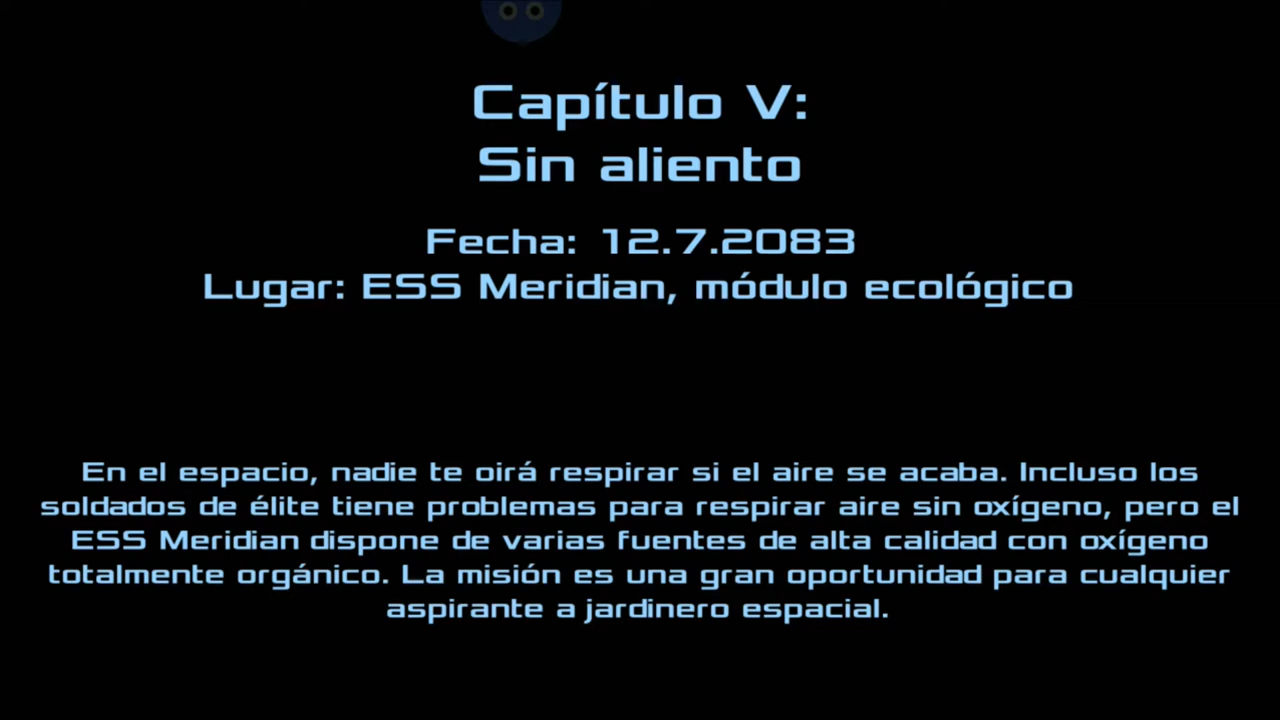 Capítulo V:
Sin aliento
Fecha: 12.7.2083
Lugar: ESS Meridian, módulo ecológico
En el espacio, nadie te oirá respirar si el aire se acaba. Incluso los
soldados de élite tiene problemas para respirar aire sin oxígeno, pero el
ESS Meridian dispone de varias fuentes de alta calidad con oxígeno
totalmente orgánico. La misión es una gran oportunidad para cualquier
aspirante a jardinero espacial.